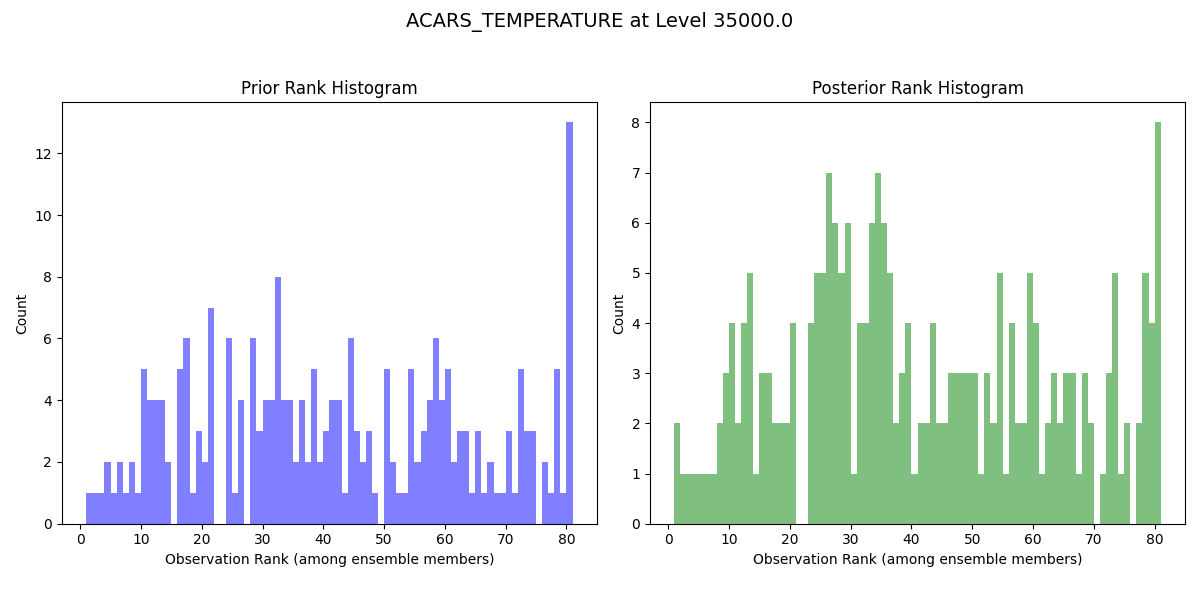 ACARS_TEMPERATURE at Level 35000.0
Prior Rank Histogram
Count
12
10
8
6
4
2
0
0 10 20 30 40 50 60 70 80
Observation Rank (among ensemble members)
Posterior Rank Histogram
Count
8
7
6
5
4
3
2
1
0
0 10 20 30 40 50 60 70 80
Observation Rank (among ensemble members)